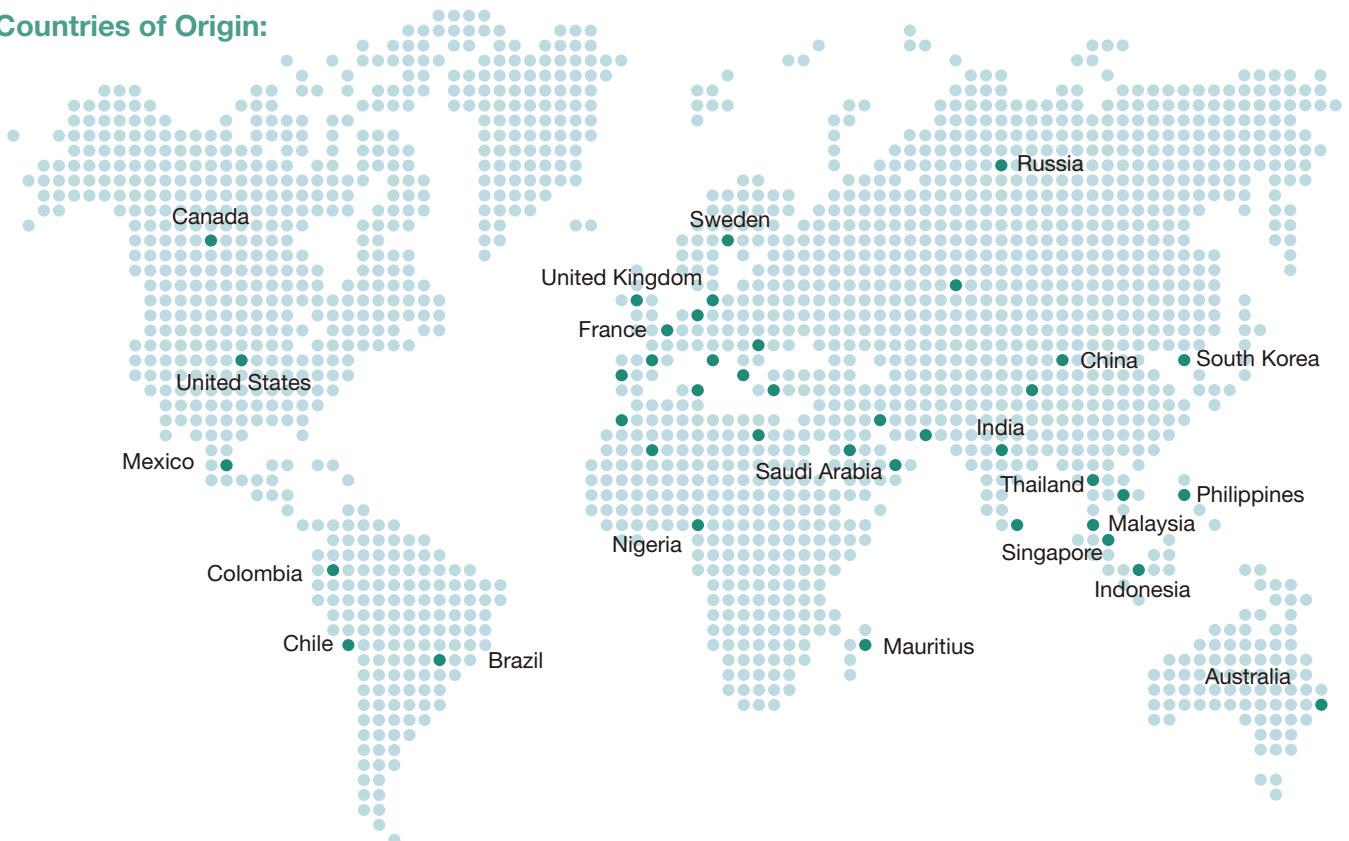 Countries of Origin:
Russia
Canada
Sweden
United Kingdom
France
China
South Korea
United States
India
Mexico
Saudi Arabia
Thailand
Philippines
Malaysia
Nigeria
Singapore
Colombia
Indonesia
Chile
Mauritius
Brazil
Australia